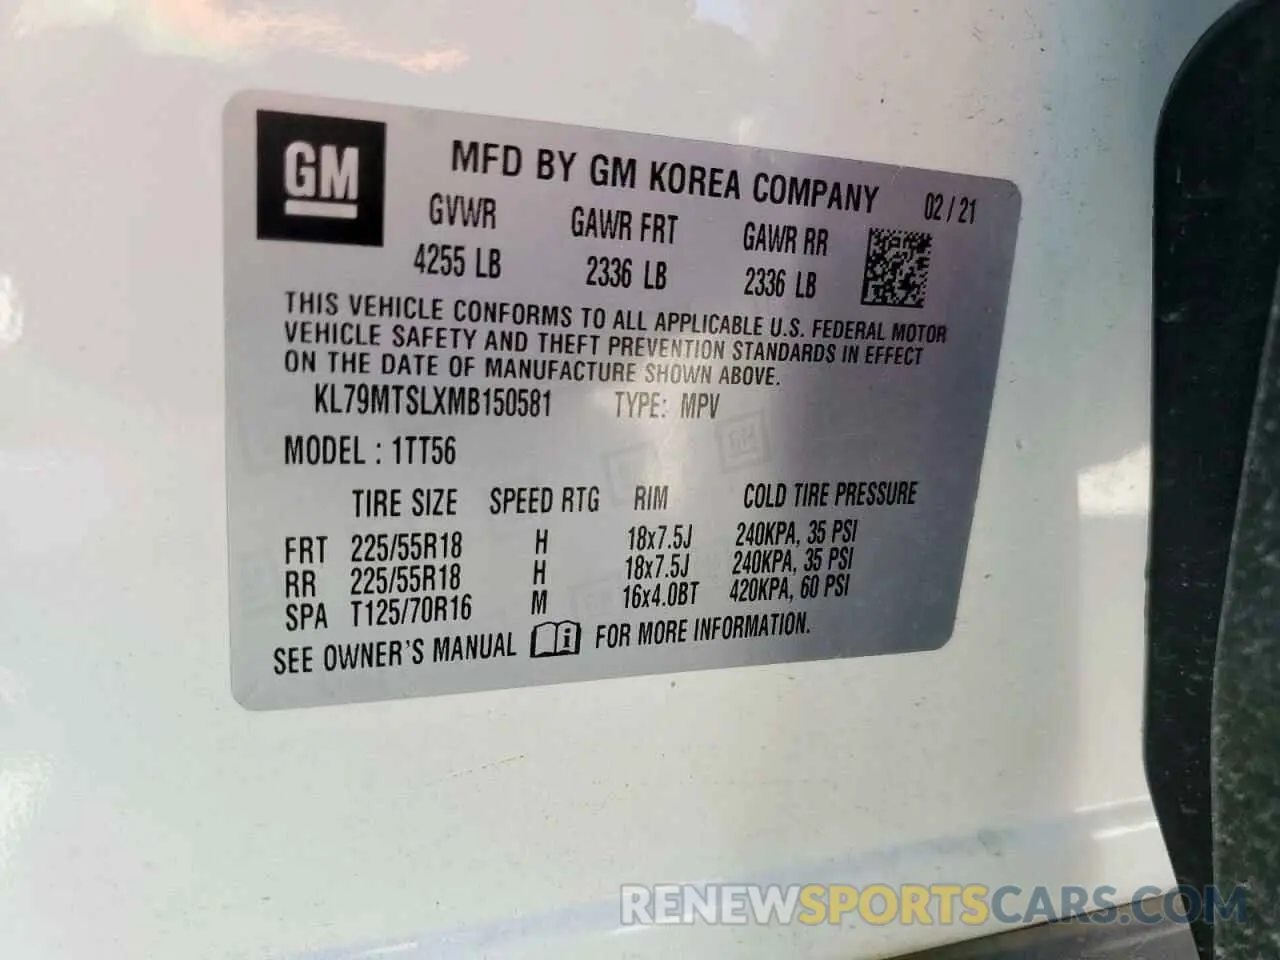 GM
MFD BY GM KOREA COMPANY 02/21
GVWR GAWR FRT GAWR RR
4255 LB 2336 LB 2336 LB
THIS VEHICLE CONFORMS TO ALL APPLICABLE U.S. FEDERAL MOTOR
VEHICLE SAFETY AND THEFT PREVENTION STANDARDS IN EFFECT
ON THE DATE OF MANUFACTURE SHOWN ABOVE.
KL79MTSLXMB150581 TYPE: MPV
MODEL : 1TT56
TIRE SIZE SPEED RTG RIM COLD TIRE PRESSURE
FRT 225/55R18 H 18x7.5J 240KPA, 35 PSI
RR 225/55R18 H 18x7.5J 240KPA, 35 PSI
SPA T125/70R16 M 16x4.0BT 420KPA, 60 PSI
SEE OWNER'S MANUAL i FOR MORE INFORMATION.
RENEWSPORTSCARS.COM